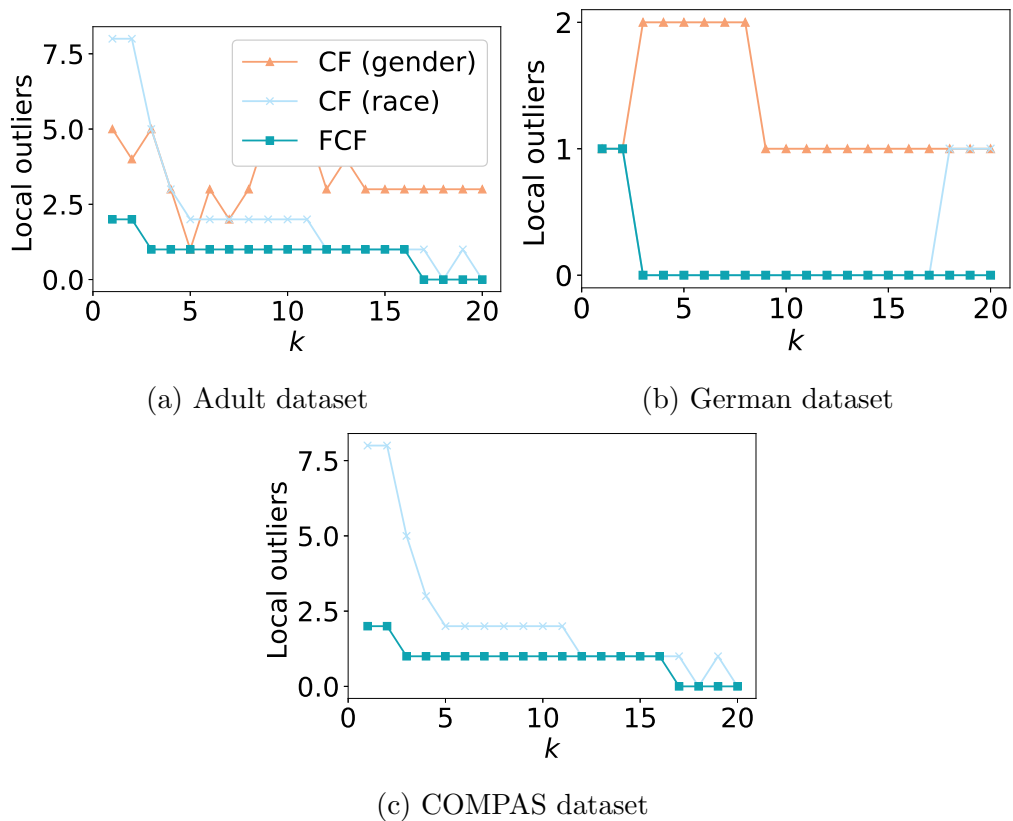 7.5
5.0
2.5
0.0
Local outliers
0 5 10 15 20
k
CF (gender)
CF (race)
FCF
(a) Adult dataset
2
1
0
Local outliers
0 5 10 15 20
k
(b) German dataset
7.5
5.0
2.5
0.0
Local outliers
0 5 10 15 20
k
(c) COMPAS dataset